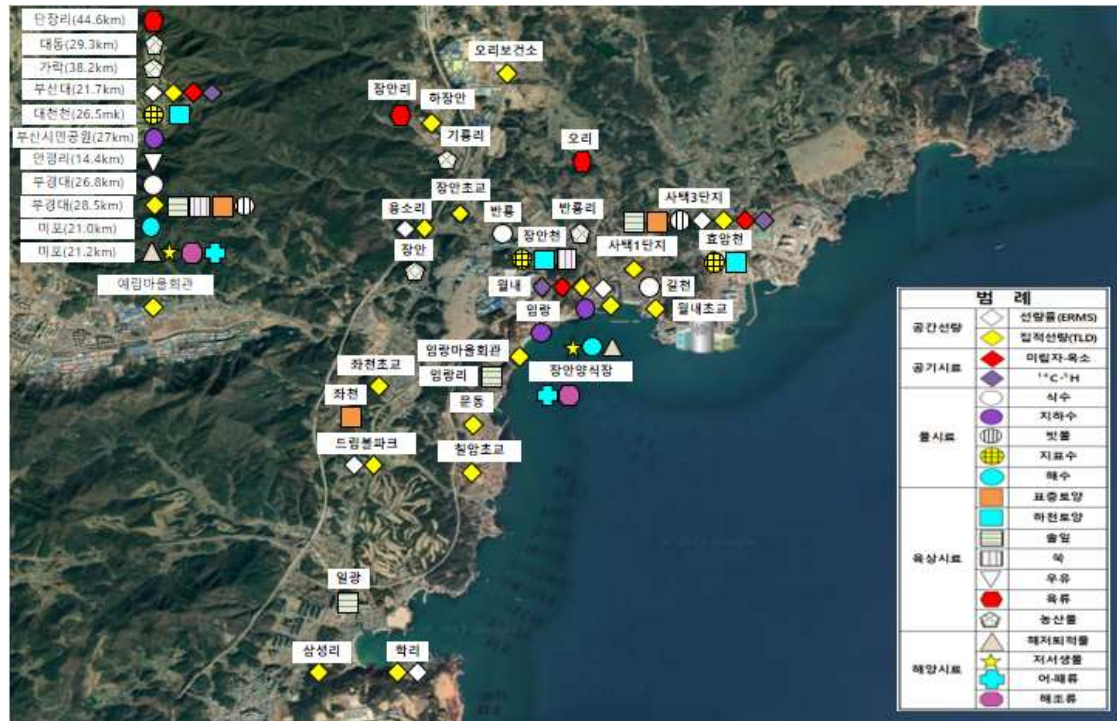 단장리(44.6km)
대동(29.3km)
가락(38.2km)
부산대(21.7km)
대천천(26.5mk)
부산시민공원(27km)
안평리(14.4km)
부경대(26.8km)
부경대(28.5km)
미포(21.0km)
미포(21.2km)
예림마을회관
오리보건소
장안리
하장안
기룡리
오리
장안초교
용소리
반룡
반룡리
사택3단지
장안
장안천
사택1단지
효암천
월내
길천
임랑
월내초교
임랑마을회관
장안양식장
좌천초교
임랑리
좌천
문동
드림볼파크
칠암초교
일광
삼성리
학리
범 례
공간선량
선량률(ERMS)
집적선량(TLD)
공기시료
미립자·옥소
¹⁴C·³H
물시료
식수
지하수
빗물
지표수
해수
육상시료
표층토양
하천토양
솔잎
쑥
우유
육류
농산물
해양시료
해저퇴적물
저서생물
어·패류
해조류